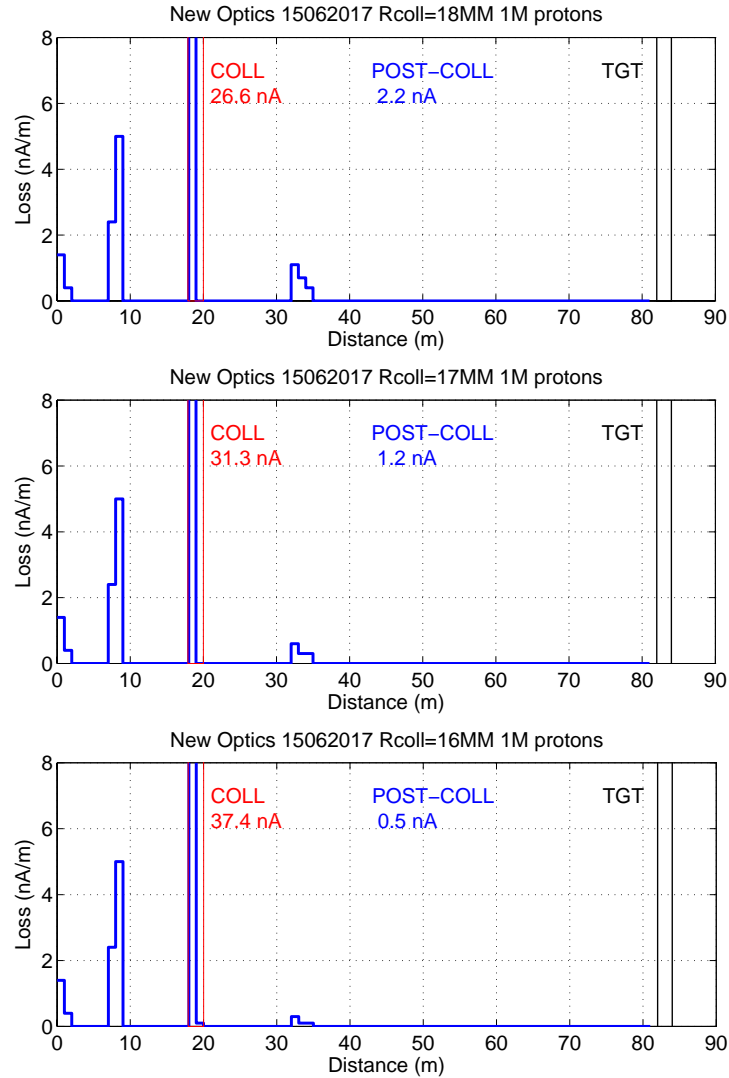 New Optics 15062017 Rcoll=18MM 1M protons
8
6
4
2
0
Loss (nA/m)
COLL
26.6 nA
POST−COLL
2.2 nA
TGT
0 10 20 30 40 50 60 70 80 90
Distance (m)
New Optics 15062017 Rcoll=17MM 1M protons
8
6
4
2
0
Loss (nA/m)
COLL
31.3 nA
POST−COLL
1.2 nA
TGT
0 10 20 30 40 50 60 70 80 90
Distance (m)
New Optics 15062017 Rcoll=16MM 1M protons
8
6
4
2
0
Loss (nA/m)
COLL
37.4 nA
POST−COLL
0.5 nA
TGT
0 10 20 30 40 50 60 70 80 90
Distance (m)